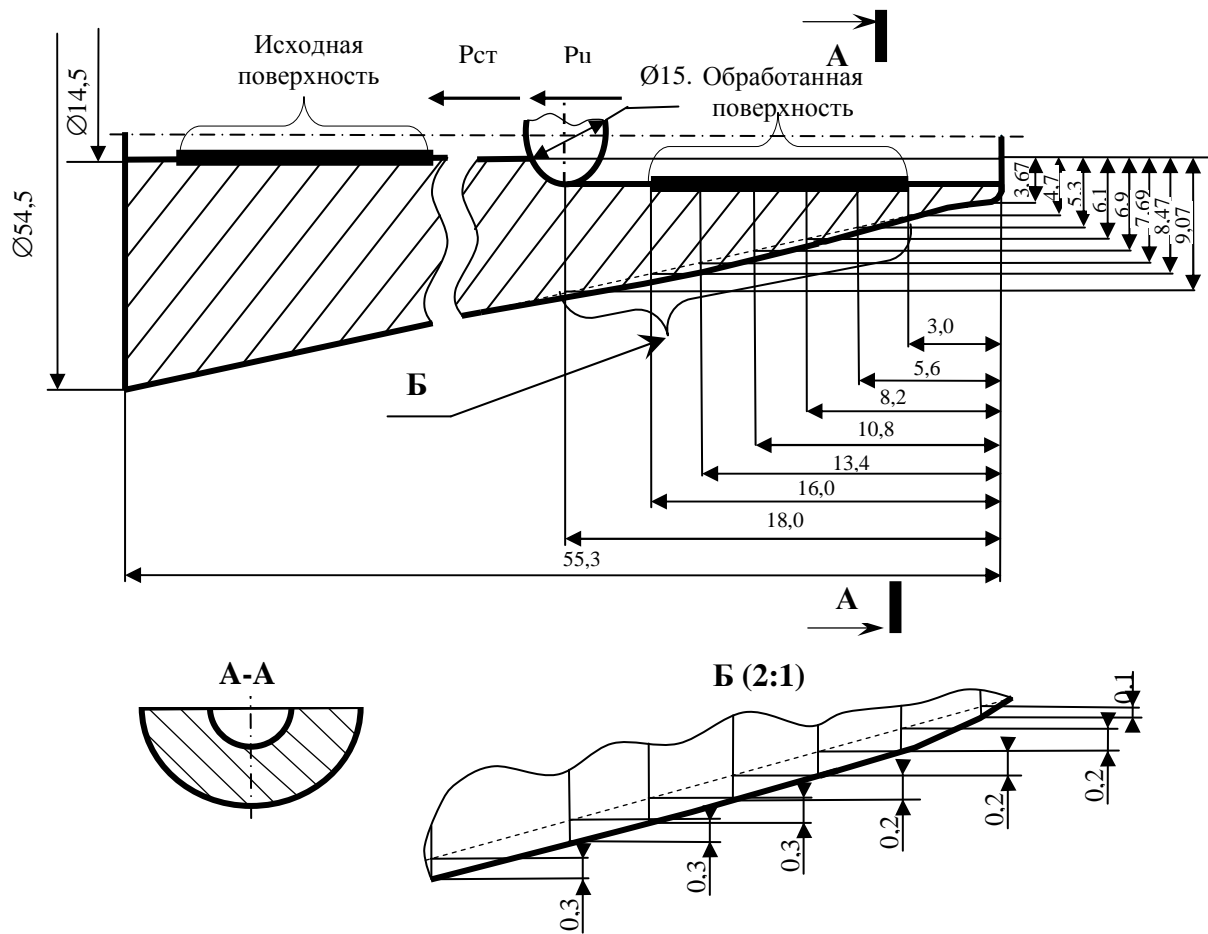 А
Исходная
поверхность
Рст
Pu
Ø15.
Обработанная
поверхность
Ø14,5
Ø54,5
3,67
4,7
5,3
6,1
6,9
7,69
8,47
9,07
Б
3,0
5,6
8,2
10,8
13,4
16,0
18,0
55,3
А
А-А
Б (2:1)
0,1
0,2
0,2
0,2
0,3
0,3
0,3